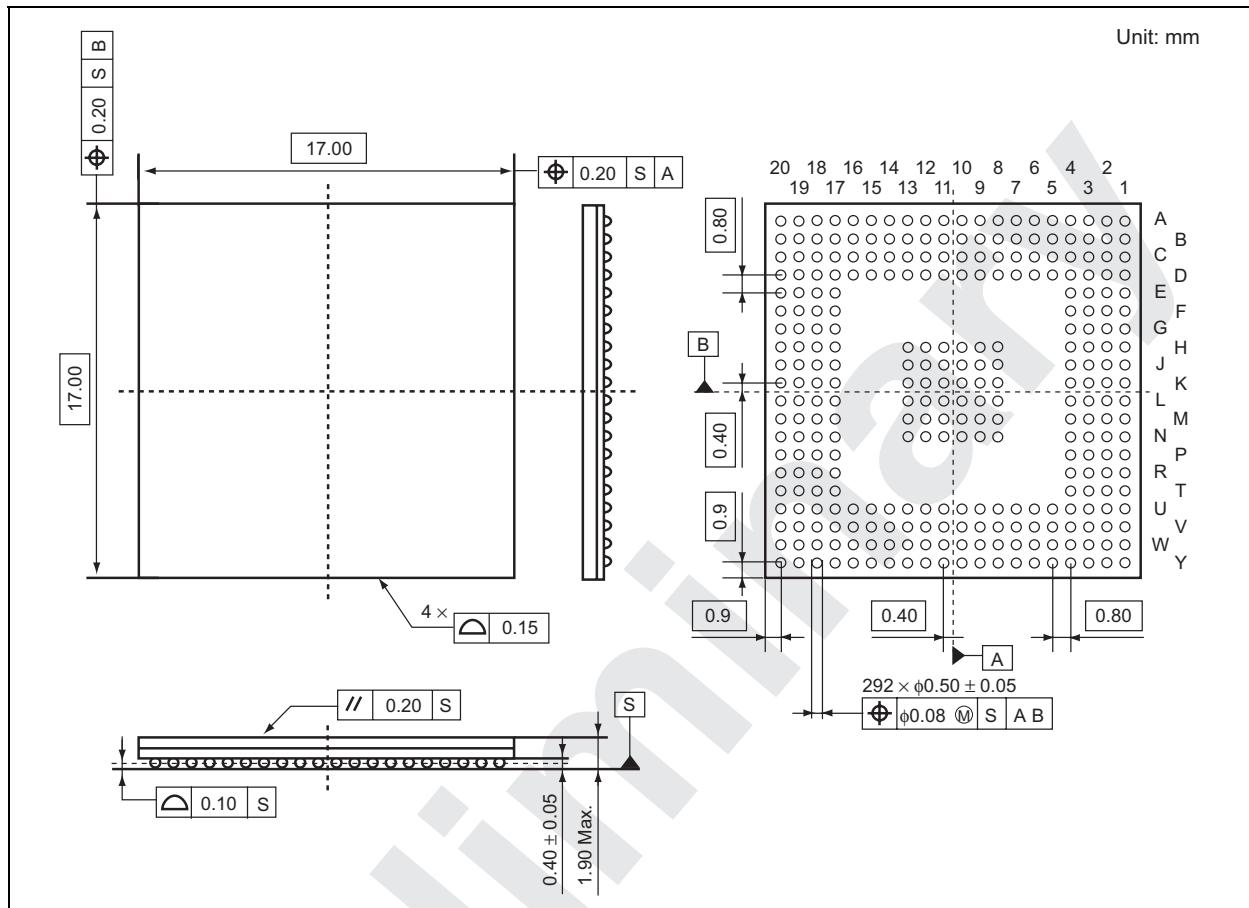 Unit: mm
0.20 S B
17.00
0.20 S A
17.00
4 ×
0.15
20 18 16 14 12 10 8 6 4 2
19 17 15 13 11 9 7 5 3 1
A
B
C
D
E
F
G
H
J
K
L
M
N
P
R
T
U
V
W
Y
0.80
B
0.40
0.9
0.9
0.40
0.80
A
292 × ϕ0.50 ± 0.05
ϕ0.08 Ⓜ S A B
// 0.20 S
S
0.10 S
0.40 ± 0.05
1.90 Max.
liminary